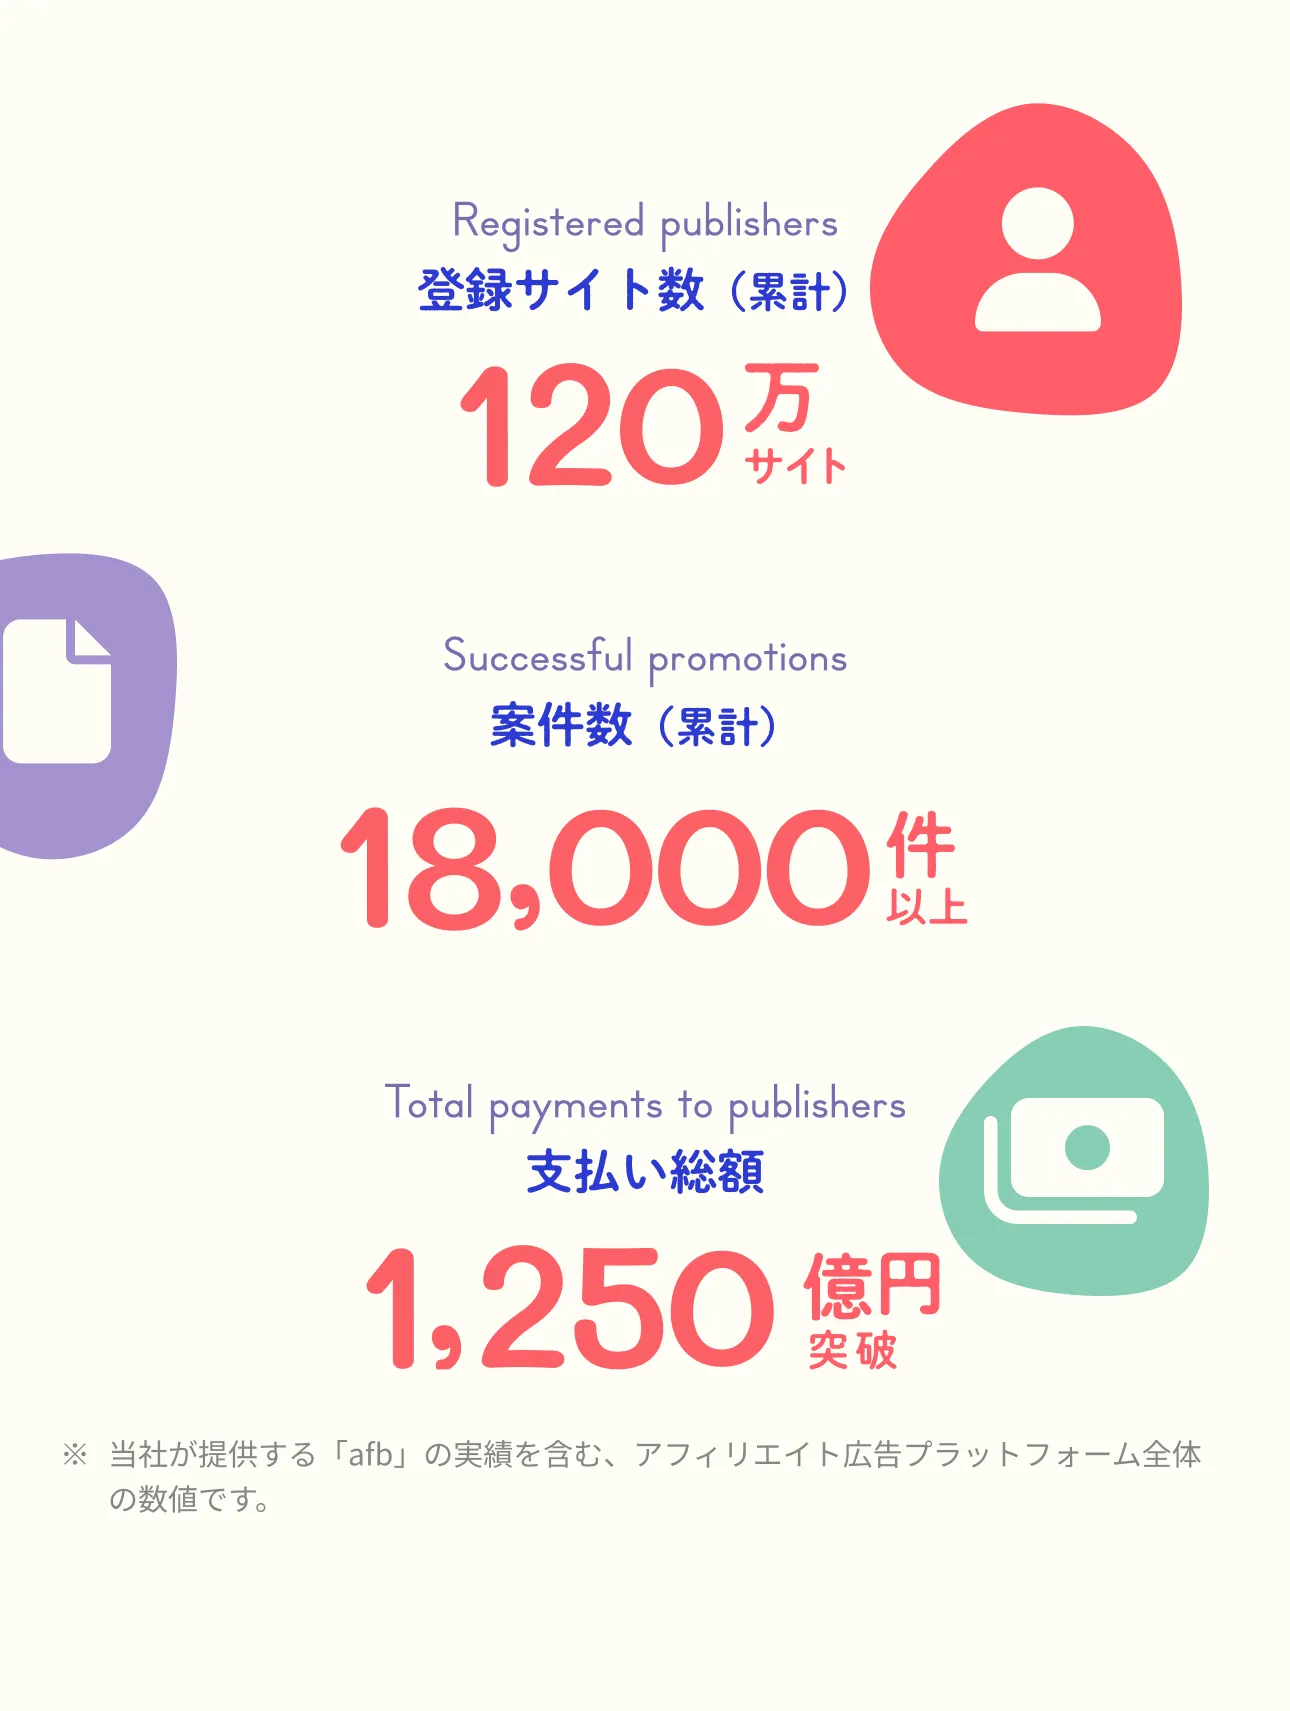 Registered publishers
登録サイト数（累計）
120万
サイト
Successful promotions
案件数（累計）
18,000件
以上
Total payments to publishers
支払い総額
1,250億円
突破
※ 当社が提供する「afb」の実績を含む、アフィリエイト広告プラットフォーム全体
の数値です。